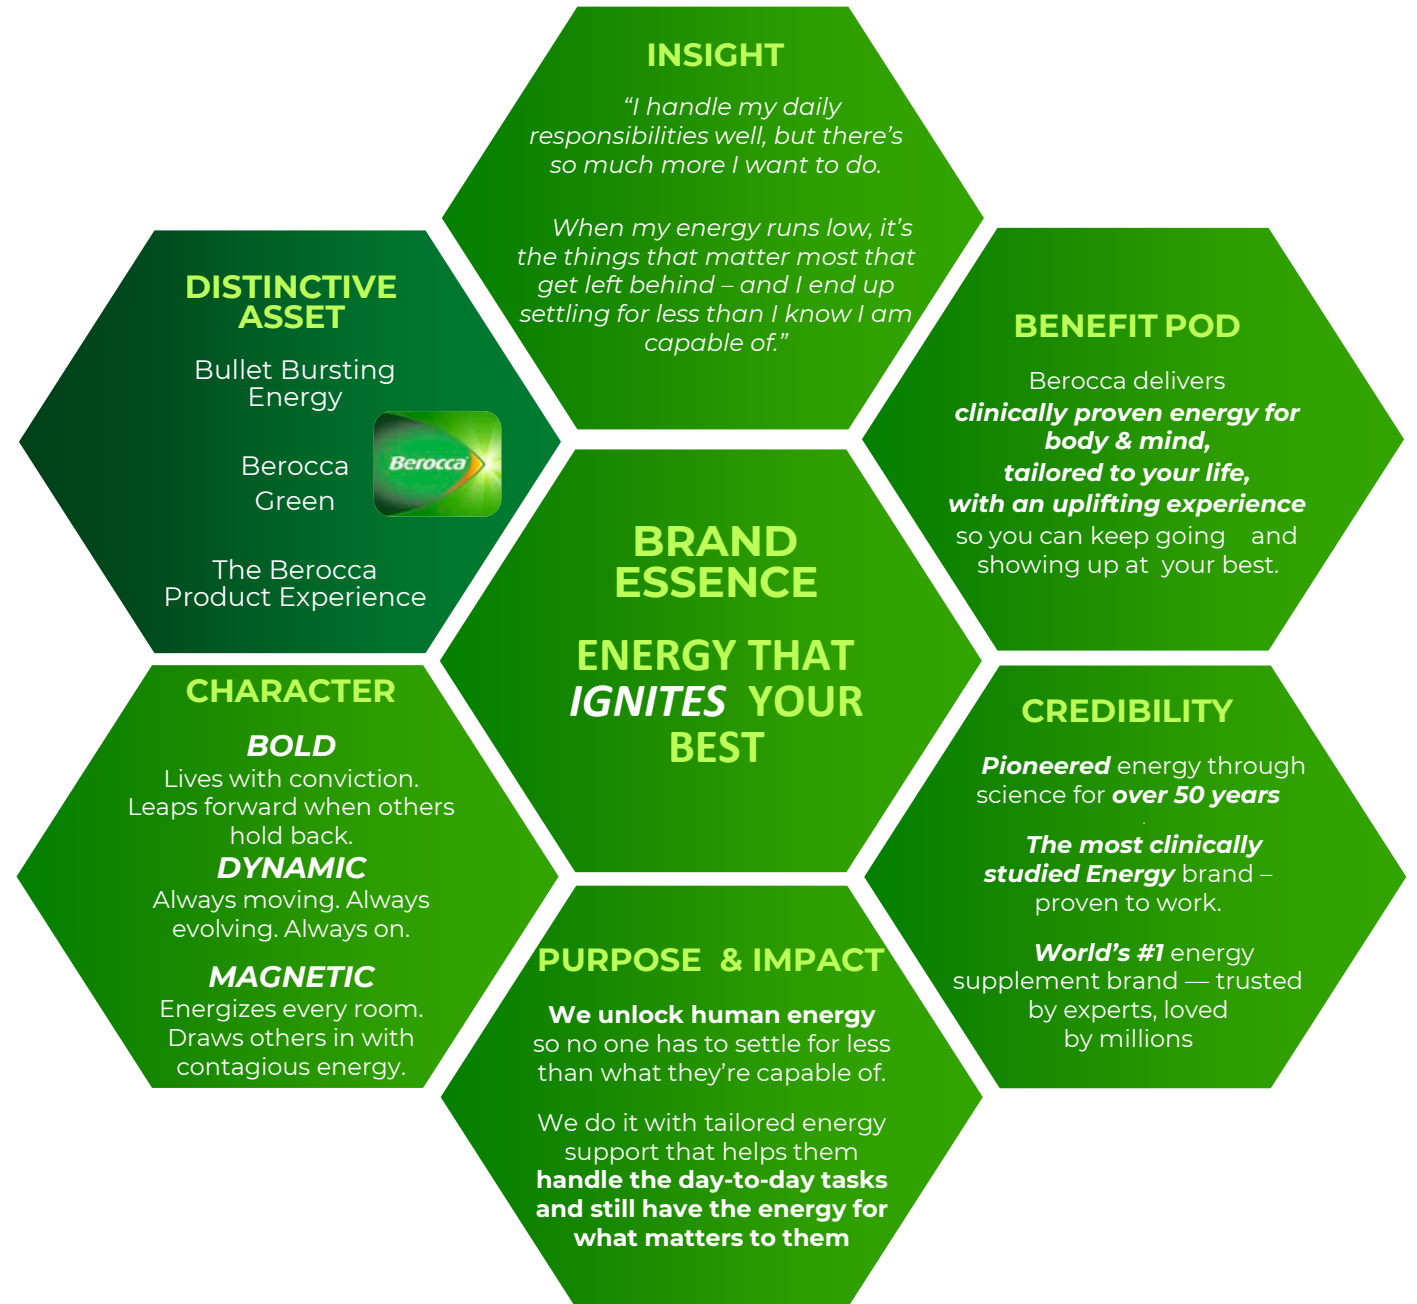 INSIGHT
“I handle my daily
responsibilities well, but there’s
so much more I want to do.
When my energy runs low, it’s
the things that matter most that
get left behind – and I end up
settling for less than I know I am
capable of.”
DISTINCTIVE
ASSET
Bullet Bursting
Energy
Berocca
Green
Berocca
The Berocca
Product Experience
BENEFIT POD
Berocca delivers
clinically proven energy for
body & mind,
tailored to your life,
with an uplifting experience
so you can keep going and
showing up at your best.
BRAND
ESSENCE
ENERGY THAT
IGNITES YOUR
BEST
CHARACTER
BOLD
Lives with conviction.
Leaps forward when others
hold back.
DYNAMIC
Always moving. Always
evolving. Always on.
MAGNETIC
Energizes every room.
Draws others in with
contagious energy.
CREDIBILITY
Pioneered energy through
science for over 50 years
.
The most clinically
studied Energy brand –
proven to work.
World’s #1 energy
supplement brand — trusted
by experts, loved
by millions
PURPOSE & IMPACT
We unlock human energy
so no one has to settle for less
than what they’re capable of.
We do it with tailored energy
support that helps them
handle the day-to-day tasks
and still have the energy for
what matters to them